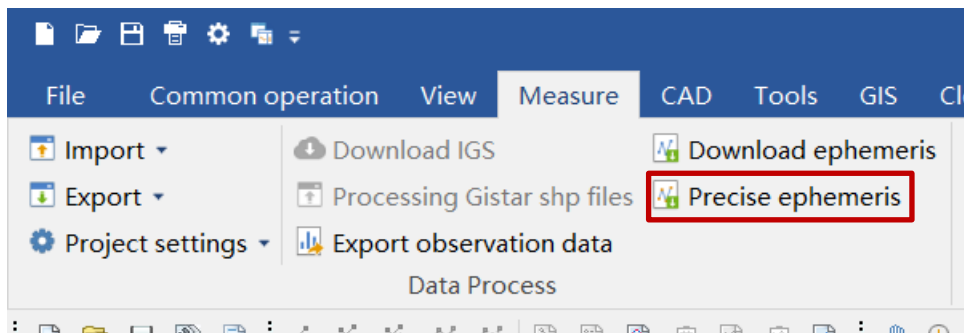 File Common operation View Measure CAD Tools GIS Cl
Import Download IGS Download ephemeris
Export Processing Gistar shp files Precise ephemeris
Project settings Export observation data
Data Process